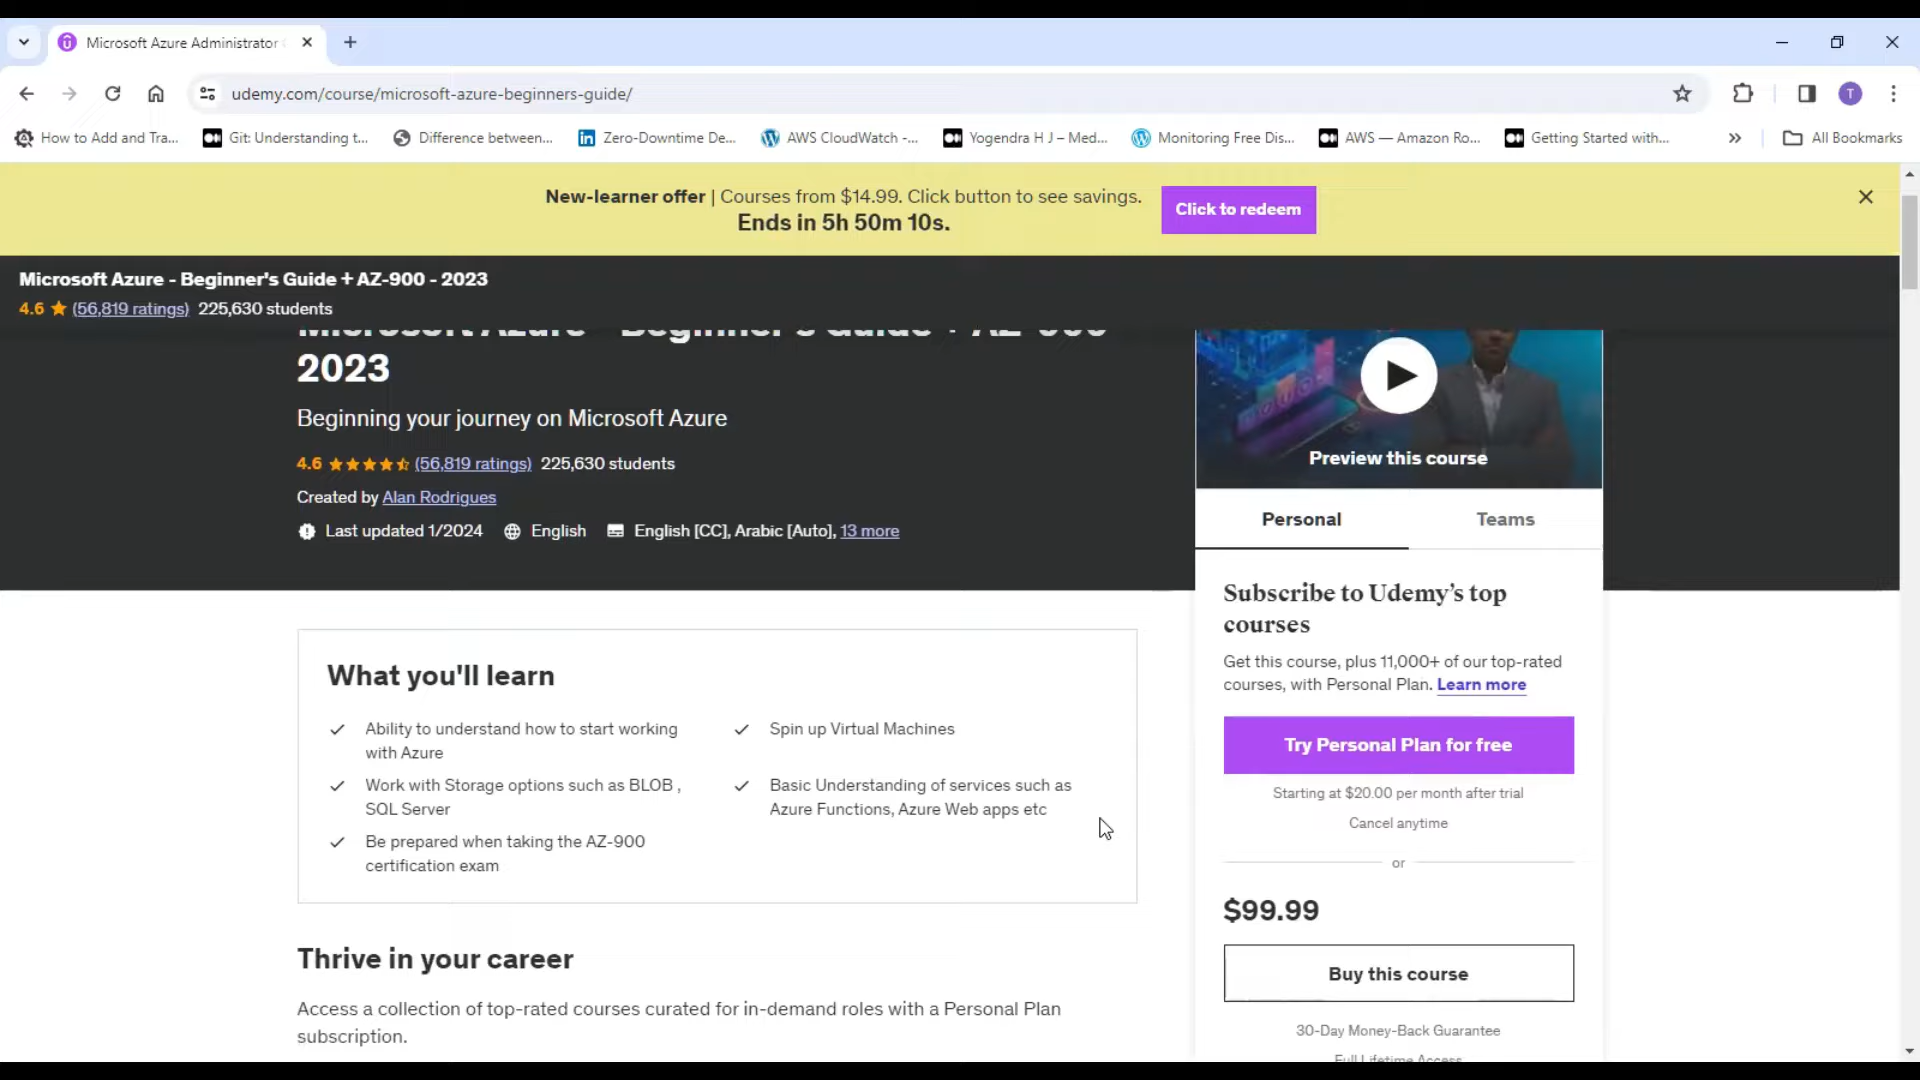 Microsoft Azure Administrator
udemy.com/course/microsoft-azure-beginners-guide/
T
How to Add and Tra...
Git: Understanding t...
Difference between...
Zero-Downtime De...
AWS CloudWatch -...
Yogendra H J – Med...
Monitoring Free Dis...
AWS — Amazon Ro...
Getting Started with...
»
All Bookmarks
New-learner offer | Courses from $14.99. Click button to see savings.
Ends in 5h 50m 10s.
Click to redeem
Microsoft Azure - Beginner's Guide + AZ-900 - 2023
4.6 ★ (56,819 ratings) 225,630 students
Microsoft Azure - Beginner's Guide + AZ-900 -
2023
Beginning your journey on Microsoft Azure
4.6 (56,819 ratings) 225,630 students
Created by Alan Rodrigues
Last updated 1/2024 English English [CC], Arabic [Auto], 13 more
Preview this course
Personal
Teams
Subscribe to Udemy's top
courses
Get this course, plus 11,000+ of our top-rated
courses, with Personal Plan. Learn more
Try Personal Plan for free
Starting at $20.00 per month after trial
Cancel anytime
or
$99.99
Buy this course
30-Day Money-Back Guarantee
Full Lifetime Access
What you'll learn
Ability to understand how to start working
with Azure
Spin up Virtual Machines
Work with Storage options such as BLOB ,
SQL Server
Basic Understanding of services such as
Azure Functions, Azure Web apps etc
Be prepared when taking the AZ-900
certification exam
Thrive in your career
Access a collection of top-rated courses curated for in-demand roles with a Personal Plan
subscription.